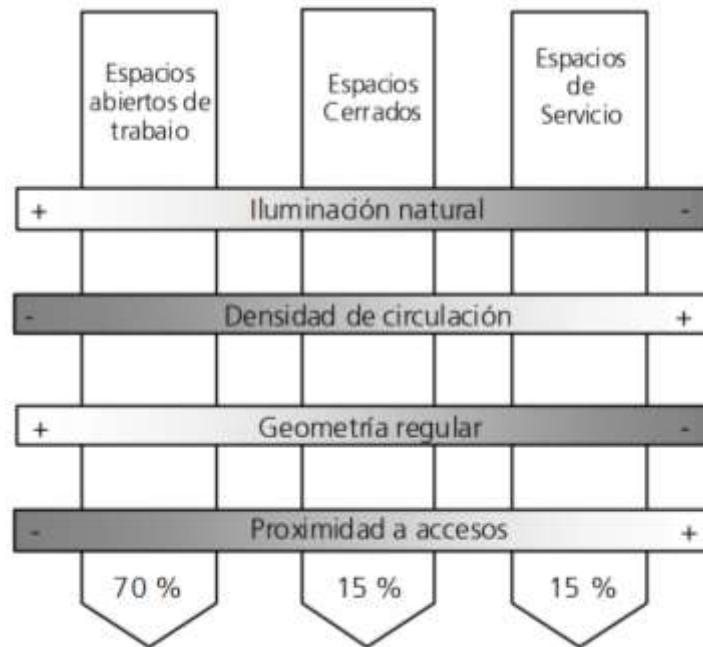 Espacios
abiertos de
trabaio
Espacios
Cerrados
Espacios
de
Servicio
+ Iluminación natural -
- Densidad de circulación +
+ Geometría regular -
- Proximidad a accesos +
70 % 15 % 15 %